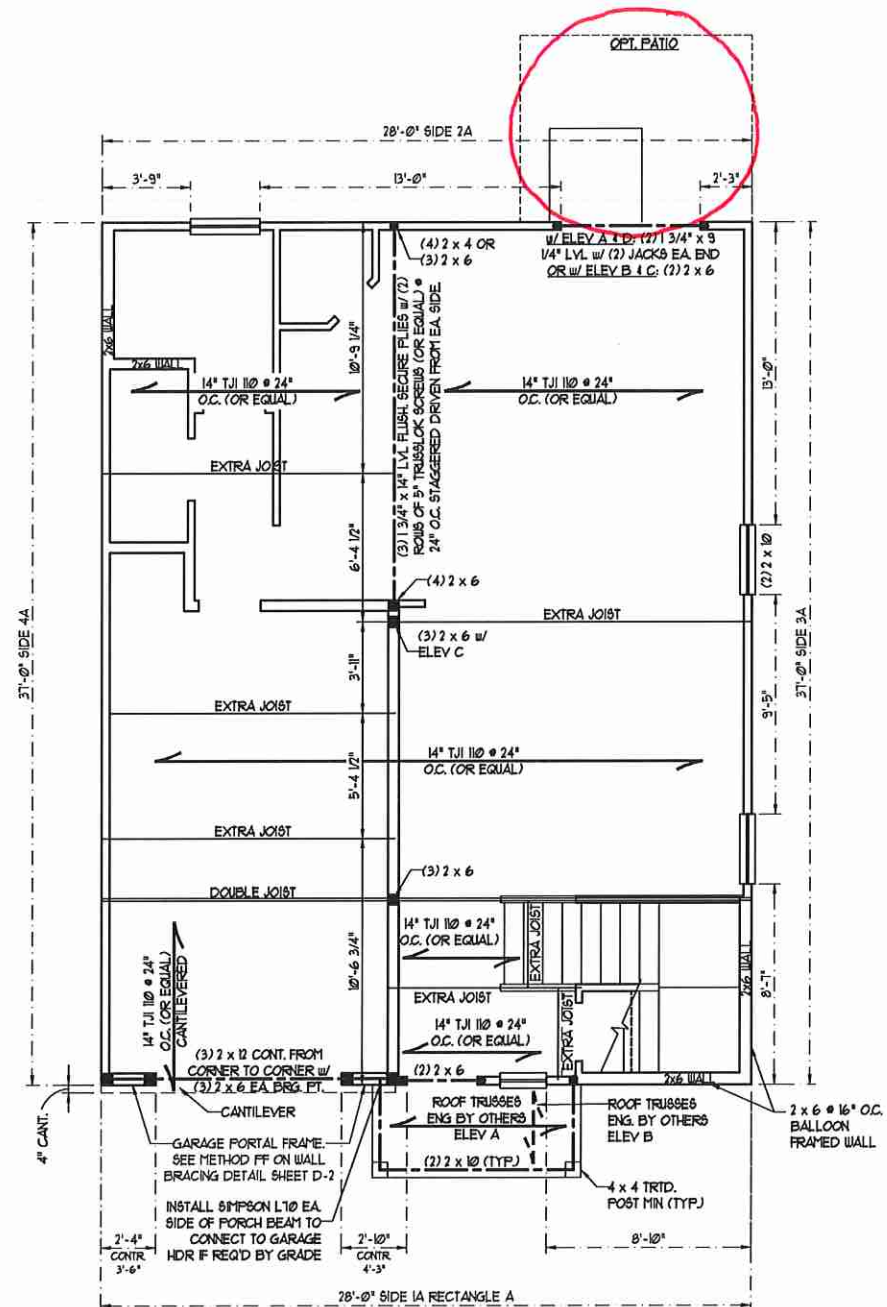 OPT. PATIO
28'-0" SIDE 2A
3'-9"
13'-0"
2'-3"
(4) 2 x 4 OR
(3) 2 x 6
w/ ELEV A & D: (2) 1 3/4" x 9
1/4" LVL w/ (2) JACKS EA. END
OR w/ ELEV B & C: (2) 2 x 6
2x6 WALL
2x6 WALL
10'-9 1/4"
(3) 1 3/4" x 14" LVL FLUSH. SECURE PLIES w/ (2)
ROWS OF 5" TRUSSLOK SCREWS (OR EQUAL) @
24" O.C. STAGGERED DRIVEN FROM EA. SIDE.
14" TJI 110 @ 24"
O.C. (OR EQUAL)
14" TJI 110 @ 24"
O.C. (OR EQUAL)
13'-0"
EXTRA JOIST
6'-4 1/2"
(2) 2 x 10
(4) 2 x 6
EXTRA JOIST
(3) 2 x 6 w/
ELEV C
37'-0" SIDE 4A
37'-0" SIDE 3A
3'-11"
9'-5"
EXTRA JOIST
14" TJI 110 @ 24"
O.C. (OR EQUAL)
5'-4 1/2"
EXTRA JOIST
(3) 2 x 6
DOUBLE JOIST
14" TJI 110 @ 24"
O.C. (OR EQUAL)
EXTRA JOIST
14" TJI 110 @ 24"
O.C. (OR EQUAL)
CANTILEVERED
10'-6 3/4"
2x6 WALL
8'-7"
EXTRA JOIST
14" TJI 110 @ 24"
O.C. (OR EQUAL)
EXTRA JOIST
(3) 2 x 12 CONT. FROM
CORNER TO CORNER w/
(3) 2 x 6 EA. BRG. PT.
(2) 2 x 6
2x6 WALL
4" CANT.
CANTILEVER
ROOF TRUSSES
ENG BY OTHERS
ELEV A
ROOF TRUSSES
ENG. BY OTHERS
ELEV B
2 x 6 @ 16" O.C.
BALLOON
FRAMED WALL
GARAGE PORTAL FRAME.
SEE METHOD PF ON WALL
BRACING DETAIL SHEET D-2
(2) 2 x 10 (TYP.)
4 x 4 TRTD.
POST MIN (TYP.)
INSTALL SIMPSON L70 EA.
SIDE OF PORCH BEAM TO
CONNECT TO GARAGE
HDR IF REQ'D BY GRADE
2'-4"
CONTR.
3'-6"
2'-10"
CONTR.
4'-3"
8'-10"
28'-0" SIDE 1A RECTANGLE A